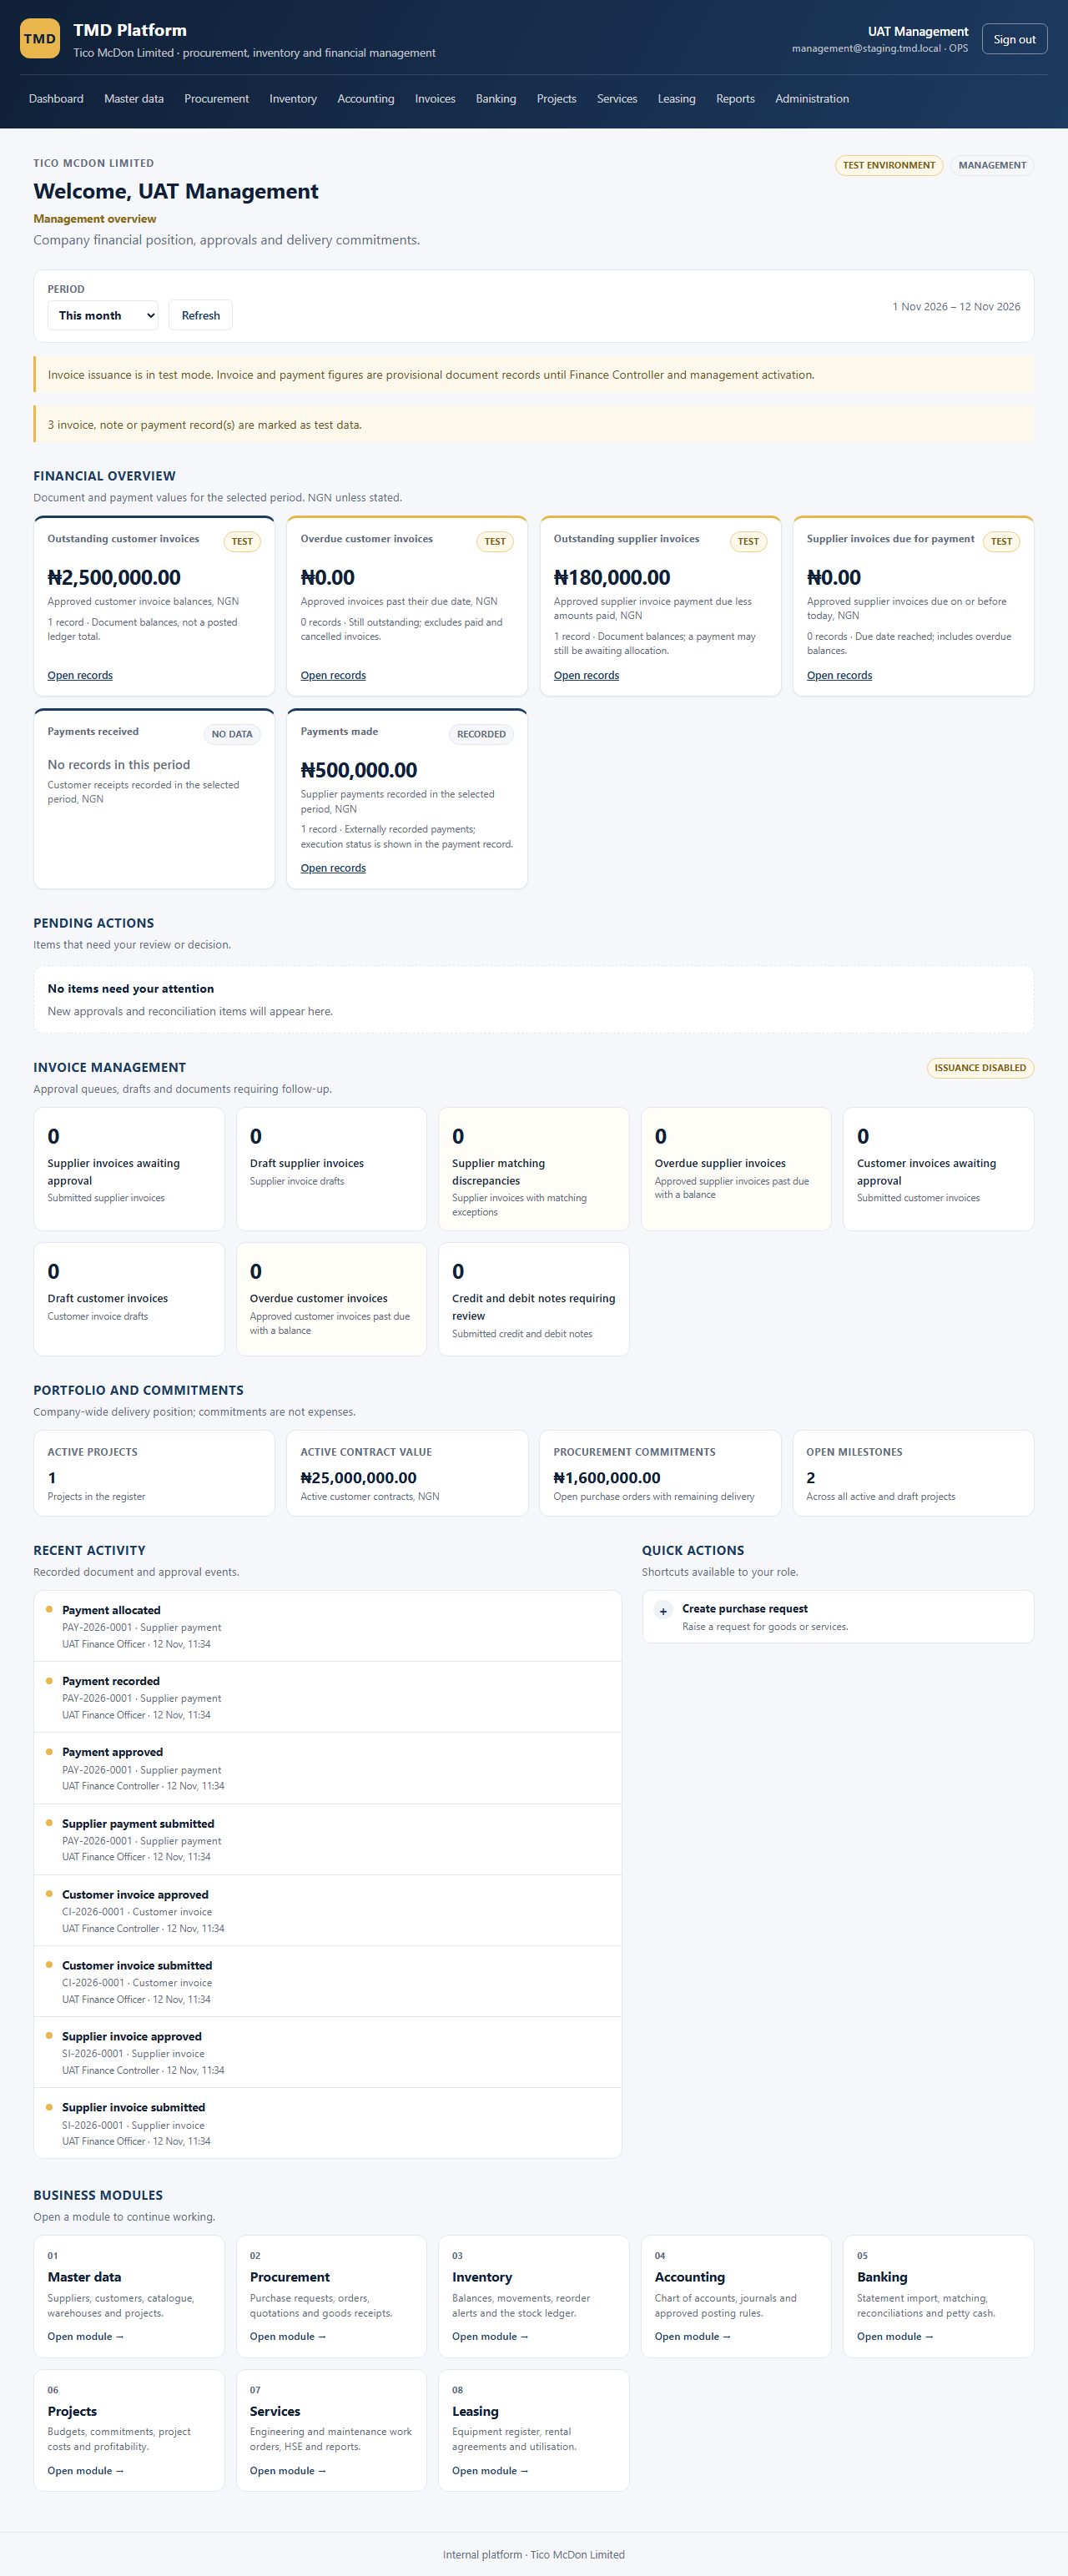 TMD
TMD Platform
Tico McDon Limited · procurement, inventory and financial management
UAT Management
management@staging.tmd.local · OPS
Sign out
Dashboard
Master data
Procurement
Inventory
Accounting
Invoices
Banking
Projects
Services
Leasing
Reports
Administration
TICO MCDON LIMITED
TEST ENVIRONMENT
MANAGEMENT
Welcome, UAT Management
Management overview
Company financial position, approvals and delivery commitments.
PERIOD
This month
Refresh
1 Nov 2026 – 12 Nov 2026
Invoice issuance is in test mode. Invoice and payment figures are provisional document records until Finance Controller and management activation.
3 invoice, note or payment record(s) are marked as test data.
FINANCIAL OVERVIEW
Document and payment values for the selected period. NGN unless stated.
Outstanding customer invoices
TEST
₦2,500,000.00
Approved customer invoice balances, NGN
1 record · Document balances, not a posted
ledger total.
Open records
Overdue customer invoices
TEST
₦0.00
Approved invoices past their due date, NGN
0 records · Still outstanding; excludes paid and
cancelled invoices.
Open records
Outstanding supplier invoices
TEST
₦180,000.00
Approved supplier invoice payment due less
amounts paid, NGN
1 record · Document balances; a payment may
still be awaiting allocation.
Open records
Supplier invoices due for payment
TEST
₦0.00
Approved supplier invoices due on or before
today, NGN
0 records · Due date reached; includes overdue
balances.
Open records
Payments received
NO DATA
No records in this period
Customer receipts recorded in the selected
period, NGN
Payments made
RECORDED
₦500,000.00
Supplier payments recorded in the selected
period, NGN
1 record · Externally recorded payments;
execution status is shown in the payment record.
Open records
PENDING ACTIONS
Items that need your review or decision.
No items need your attention
New approvals and reconciliation items will appear here.
INVOICE MANAGEMENT
ISSUANCE DISABLED
Approval queues, drafts and documents requiring follow-up.
0
Supplier invoices awaiting
approval
Submitted supplier invoices
0
Draft supplier invoices
Supplier invoice drafts
0
Supplier matching
discrepancies
Supplier invoices with matching
exceptions
0
Overdue supplier invoices
Approved supplier invoices past due
with a balance
0
Customer invoices awaiting
approval
Submitted customer invoices
0
Draft customer invoices
Customer invoice drafts
0
Overdue customer invoices
Approved customer invoices past due
with a balance
0
Credit and debit notes requiring
review
Submitted credit and debit notes
PORTFOLIO AND COMMITMENTS
Company-wide delivery position; commitments are not expenses.
ACTIVE PROJECTS
1
Projects in the register
ACTIVE CONTRACT VALUE
₦25,000,000.00
Active customer contracts, NGN
PROCUREMENT COMMITMENTS
₦1,600,000.00
Open purchase orders with remaining delivery
OPEN MILESTONES
2
Across all active and draft projects
RECENT ACTIVITY
Recorded document and approval events.
Payment allocated
PAY-2026-0001 · Supplier payment
UAT Finance Officer · 12 Nov, 11:34
Payment recorded
PAY-2026-0001 · Supplier payment
UAT Finance Officer · 12 Nov, 11:34
Payment approved
PAY-2026-0001 · Supplier payment
UAT Finance Controller · 12 Nov, 11:34
Supplier payment submitted
PAY-2026-0001 · Supplier payment
UAT Finance Officer · 12 Nov, 11:34
Customer invoice approved
CI-2026-0001 · Customer invoice
UAT Finance Controller · 12 Nov, 11:34
Customer invoice submitted
CI-2026-0001 · Customer invoice
UAT Finance Officer · 12 Nov, 11:34
Supplier invoice approved
SI-2026-0001 · Supplier invoice
UAT Finance Controller · 12 Nov, 11:34
Supplier invoice submitted
SI-2026-0001 · Supplier invoice
UAT Finance Officer · 12 Nov, 11:34
QUICK ACTIONS
Shortcuts available to your role.
+
Create purchase request
Raise a request for goods or services.
BUSINESS MODULES
Open a module to continue working.
01
Master data
Suppliers, customers, catalogue,
warehouses and projects.
Open module →
02
Procurement
Purchase requests, orders,
quotations and goods receipts.
Open module →
03
Inventory
Balances, movements, reorder
alerts and the stock ledger.
Open module →
04
Accounting
Chart of accounts, journals and
approved posting rules.
Open module →
05
Banking
Statement import, matching,
reconciliations and petty cash.
Open module →
06
Projects
Budgets, commitments, project
costs and profitability.
Open module →
07
Services
Engineering and maintenance work
orders, HSE and reports.
Open module →
08
Leasing
Equipment register, rental
agreements and utilisation.
Open module →
Internal platform · Tico McDon Limited